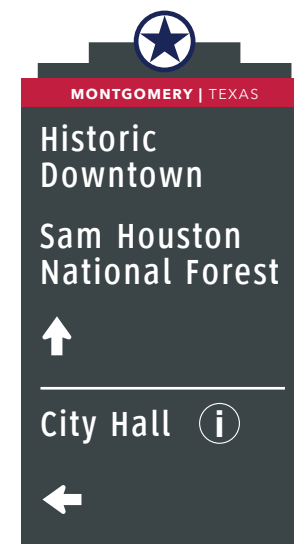 MONTGOMERY | TEXAS
Historic
Downtown
Sam Houston
National Forest
City Hall i